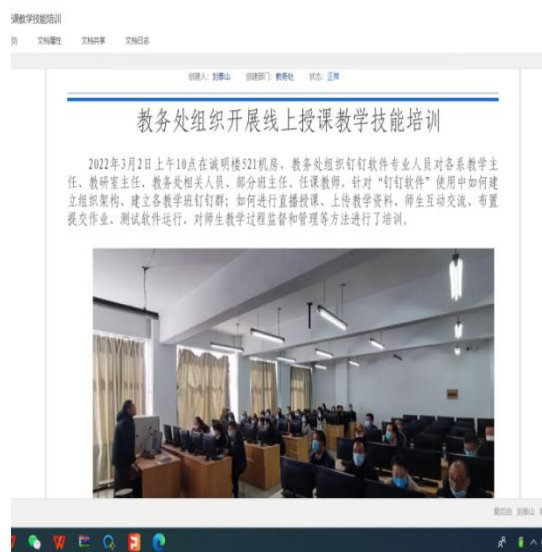 课教学技能培训
文档属性 文档共享 文档日志
创建人：刘泰山 创建部门：教务处 状态：正常
教务处组织开展线上授课教学技能培训
2022年3月2日上午10点在诚明楼521机房，教务处组织钉钉软件专业人员对各系教学主
任、教研室主任、教务处相关人员、部分班主任、任课教师，针对“钉钉软件”使用中如何建
立组织架构、建立各教学班钉钉群；如何进行直播授课、上传教学资料、师生互动交流、布置
提交作业、测试软件运行，对师生教学过程监督和管理等方法进行了培训。